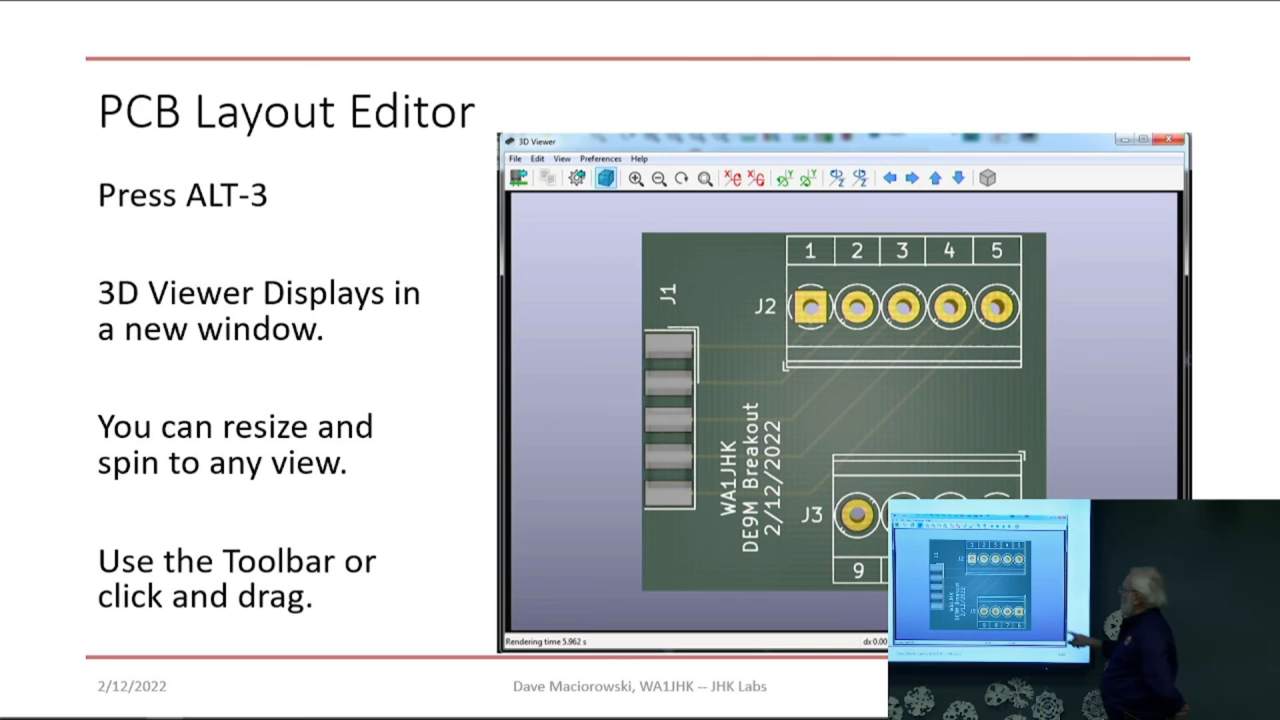 PCB Layout Editor
Press ALT-3
3D Viewer Displays in
a new window.
You can resize and
spin to any view.
Use the Toolbar or
click and drag.
3D Viewer
File Edit View Preferences Help
1 2 3 4 5
J1
J2
WA1JHK
DE9M Breakout
2/12/2022
J3
9
Rendering time 5.962 s
dx 0.00
2/12/2022
Dave Maciorowski, WA1JHK -- JHK Labs